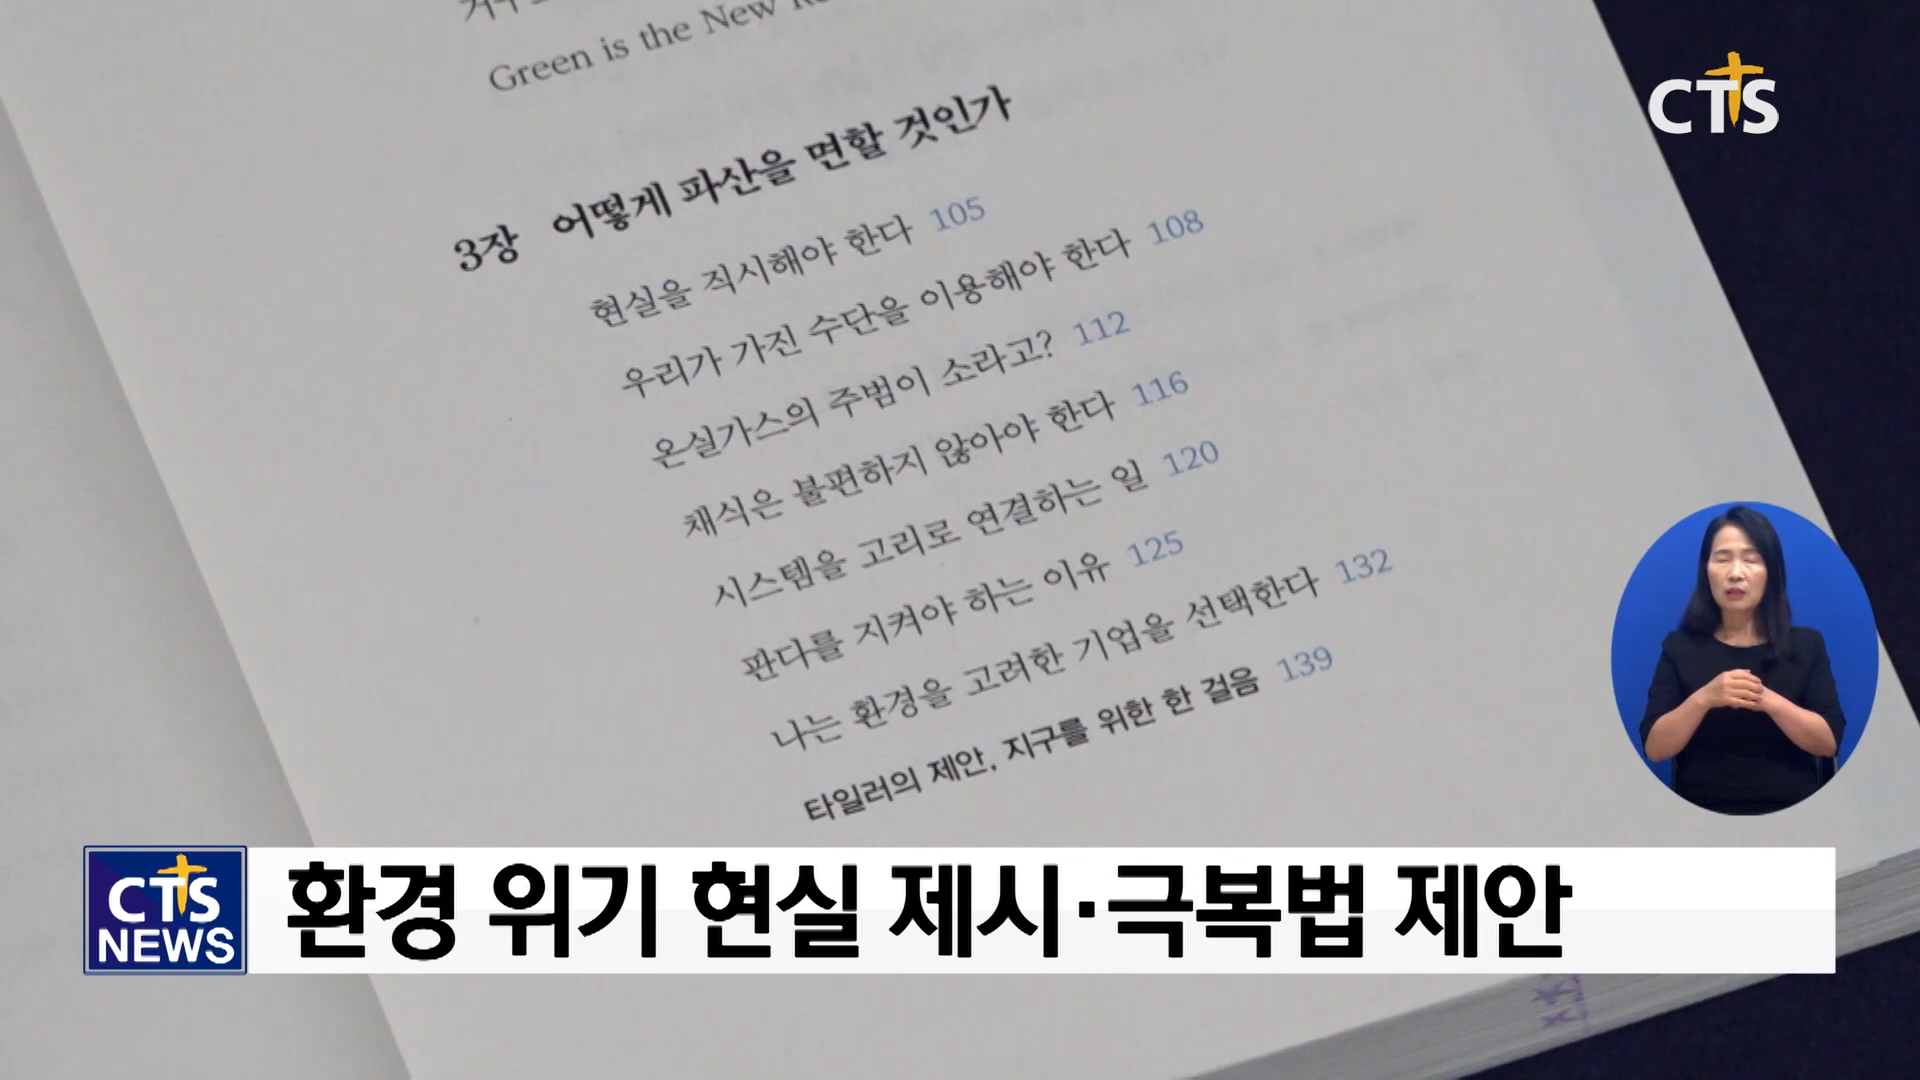 Green is the New
CTS
3장 어떻게 파산을 면할 것인가
현실을 직시해야 한다 105
우리가 가진 수단을 이용해야 한다 108
온실가스의 주범이 소라고? 112
채식은 불편하지 않아야 한다 116
시스템을 고리로 연결하는 일 120
판다를 지켜야 하는 이유 125
나는 환경을 고려한 기업을 선택한다 132
타일러의 제안, 지구를 위한 한 걸음 139
CTS
NEWS
환경 위기 현실 제시·극복법 제안